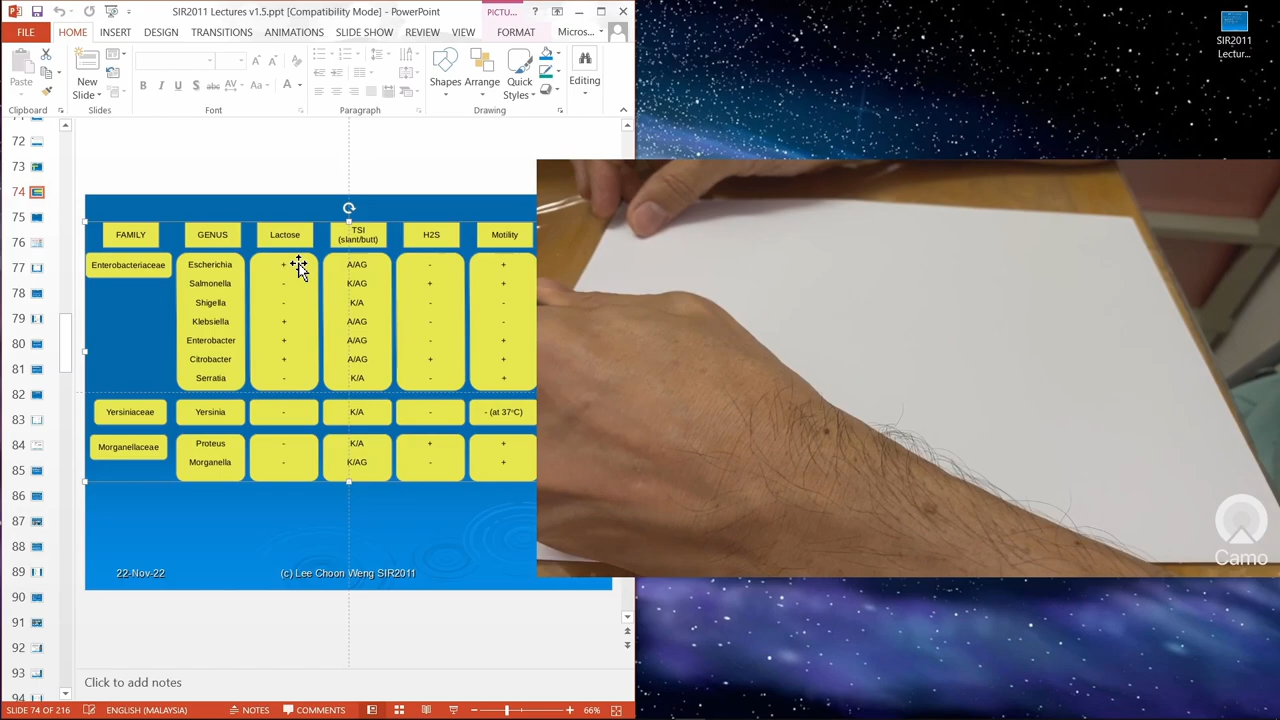 SIR2011 Lectures v1.5.ppt [Compatibility Mode] - PowerPoint
PICTU...
?
FILE
HOME
INSERT
DESIGN
TRANSITIONS
ANIMATIONS
SLIDE SHOW
REVIEW
VIEW
FORMAT
Micros...
Paste
New
Slide
B I U S abc AV Aa A
Shapes
Arrange
Quick
Styles
Editing
Clipboard
Slides
Font
Paragraph
Drawing
72
73
74
75
76
77
78
79
80
81
82
83
84
85
86
87
88
89
90
91
92
93
94
FAMILY GENUS Lactose TSI (slant/butt) H2S Motility
Enterobacteriaceae Escherichia + A/AG - +
Salmonella - K/AG + +
Shigella - K/A - -
Klebsiella + A/AG - -
Enterobacter + A/AG - +
Citrobacter + A/AG + +
Serratia - K/A - +
Yersiniaceae Yersinia - K/A - - (at 37°C)
Morganellaceae Proteus - K/A + +
Morganella - K/AG - +
22-Nov-22
(c) Lee Choon Weng SIR2011
Click to add notes
SLIDE 74 OF 216
ENGLISH (MALAYSIA)
NOTES
COMMENTS
66%
SIR2011
Lectur...
Camo